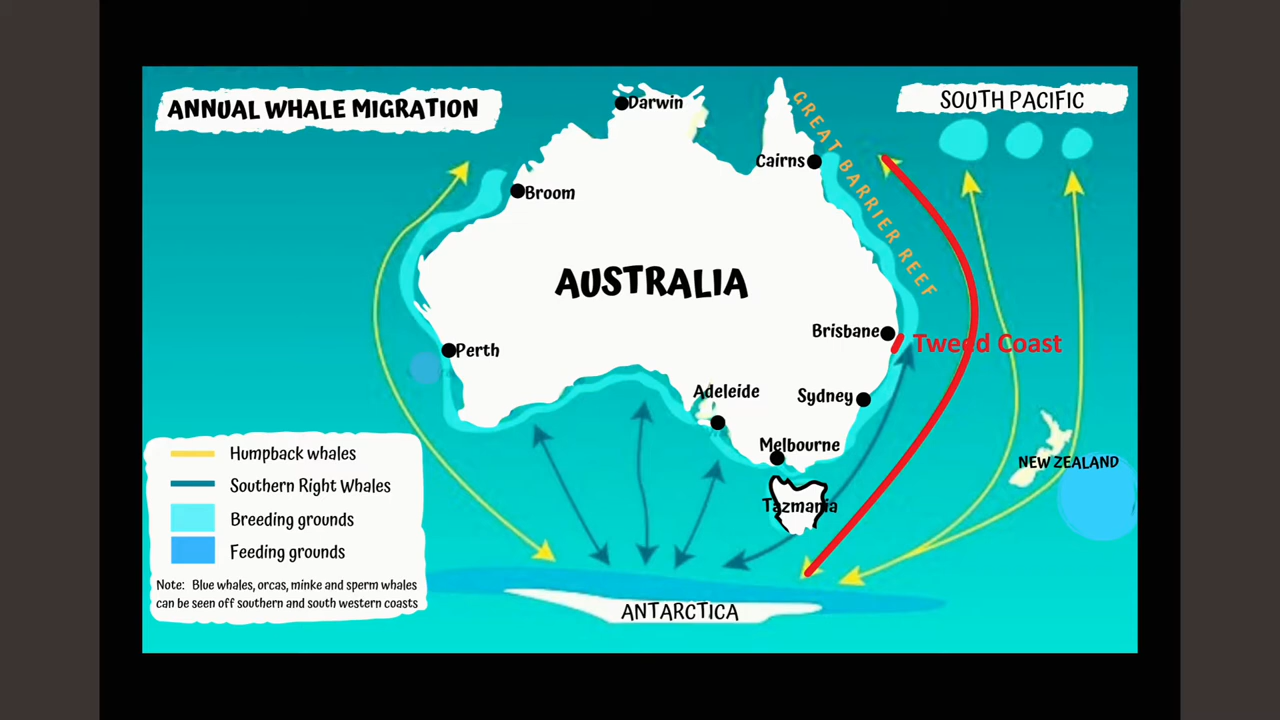 ANNUAL WHALE MIGRATION
Darwin
SOUTH PACIFIC
GREAT BARRIER REEF
Cairns
Broom
AUSTRALIA
Brisbane
Tweed Coast
Perth
Adeleide
Sydney
Melbourne
NEW ZEALAND
Tazmania
Humpback whales
Southern Right Whales
Breeding grounds
Feeding grounds
Note: Blue whales, orcas, minke and sperm whales
can be seen off southern and south western coasts
ANTARCTICA